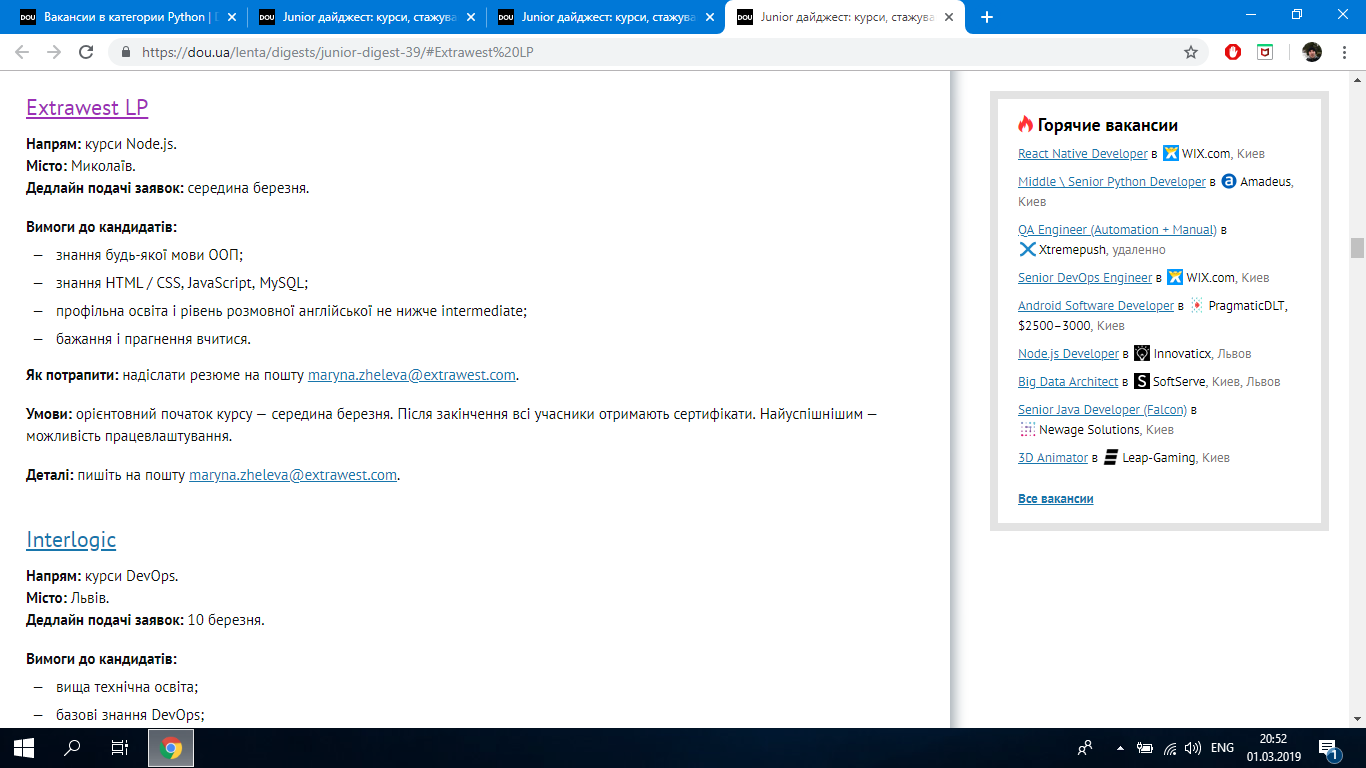 Вакансии в категории Python | D
Junior дайджест: курси, стажува
Junior дайджест: курси, стажува
Junior дайджест: курси, стажува
https://dou.ua/lenta/digests/junior-digest-39/#Extrawest%20LP
Extrawest LP
Напрям: курси Node.js.
Місто: Миколаїв.
Дедлайн подачі заявок: середина березня.
Вимоги до кандидатів:
— знання будь-якої мови ООП;
— знання HTML / CSS, JavaScript, MySQL;
— профільна освіта і рівень розмовної англійської не нижче intermediate;
— бажання і прагнення вчитися.
Як потрапити: надіслати резюме на пошту maryna.zheleva@extrawest.com.
Умови: орієнтовний початок курсу — середина березня. Після закінчення всі учасники отримають сертифікати. Найуспішнішим —
можливість працевлаштування.
Деталі: пишіть на пошту maryna.zheleva@extrawest.com.
Interlogic
Напрям: курси DevOps.
Місто: Львів.
Дедлайн подачі заявок: 10 березня.
Вимоги до кандидатів:
— вища технічна освіта;
— базові знання DevOps;
Горячие вакансии
React Native Developer в WIX.com, Киев
Middle \ Senior Python Developer в Amadeus,
Киев
QA Engineer (Automation + Manual) в
Xtremepush, удаленно
Senior DevOps Engineer в WIX.com, Киев
Android Software Developer в PragmaticDLT,
$2500–3000, Киев
Node.js Developer в Innovaticx, Львов
Big Data Architect в SoftServe, Киев, Львов
Senior Java Developer (Falcon) в
Newage Solutions, Киев
3D Animator в Leap-Gaming, Киев
Все вакансии
ENG
20:52
01.03.2019
1